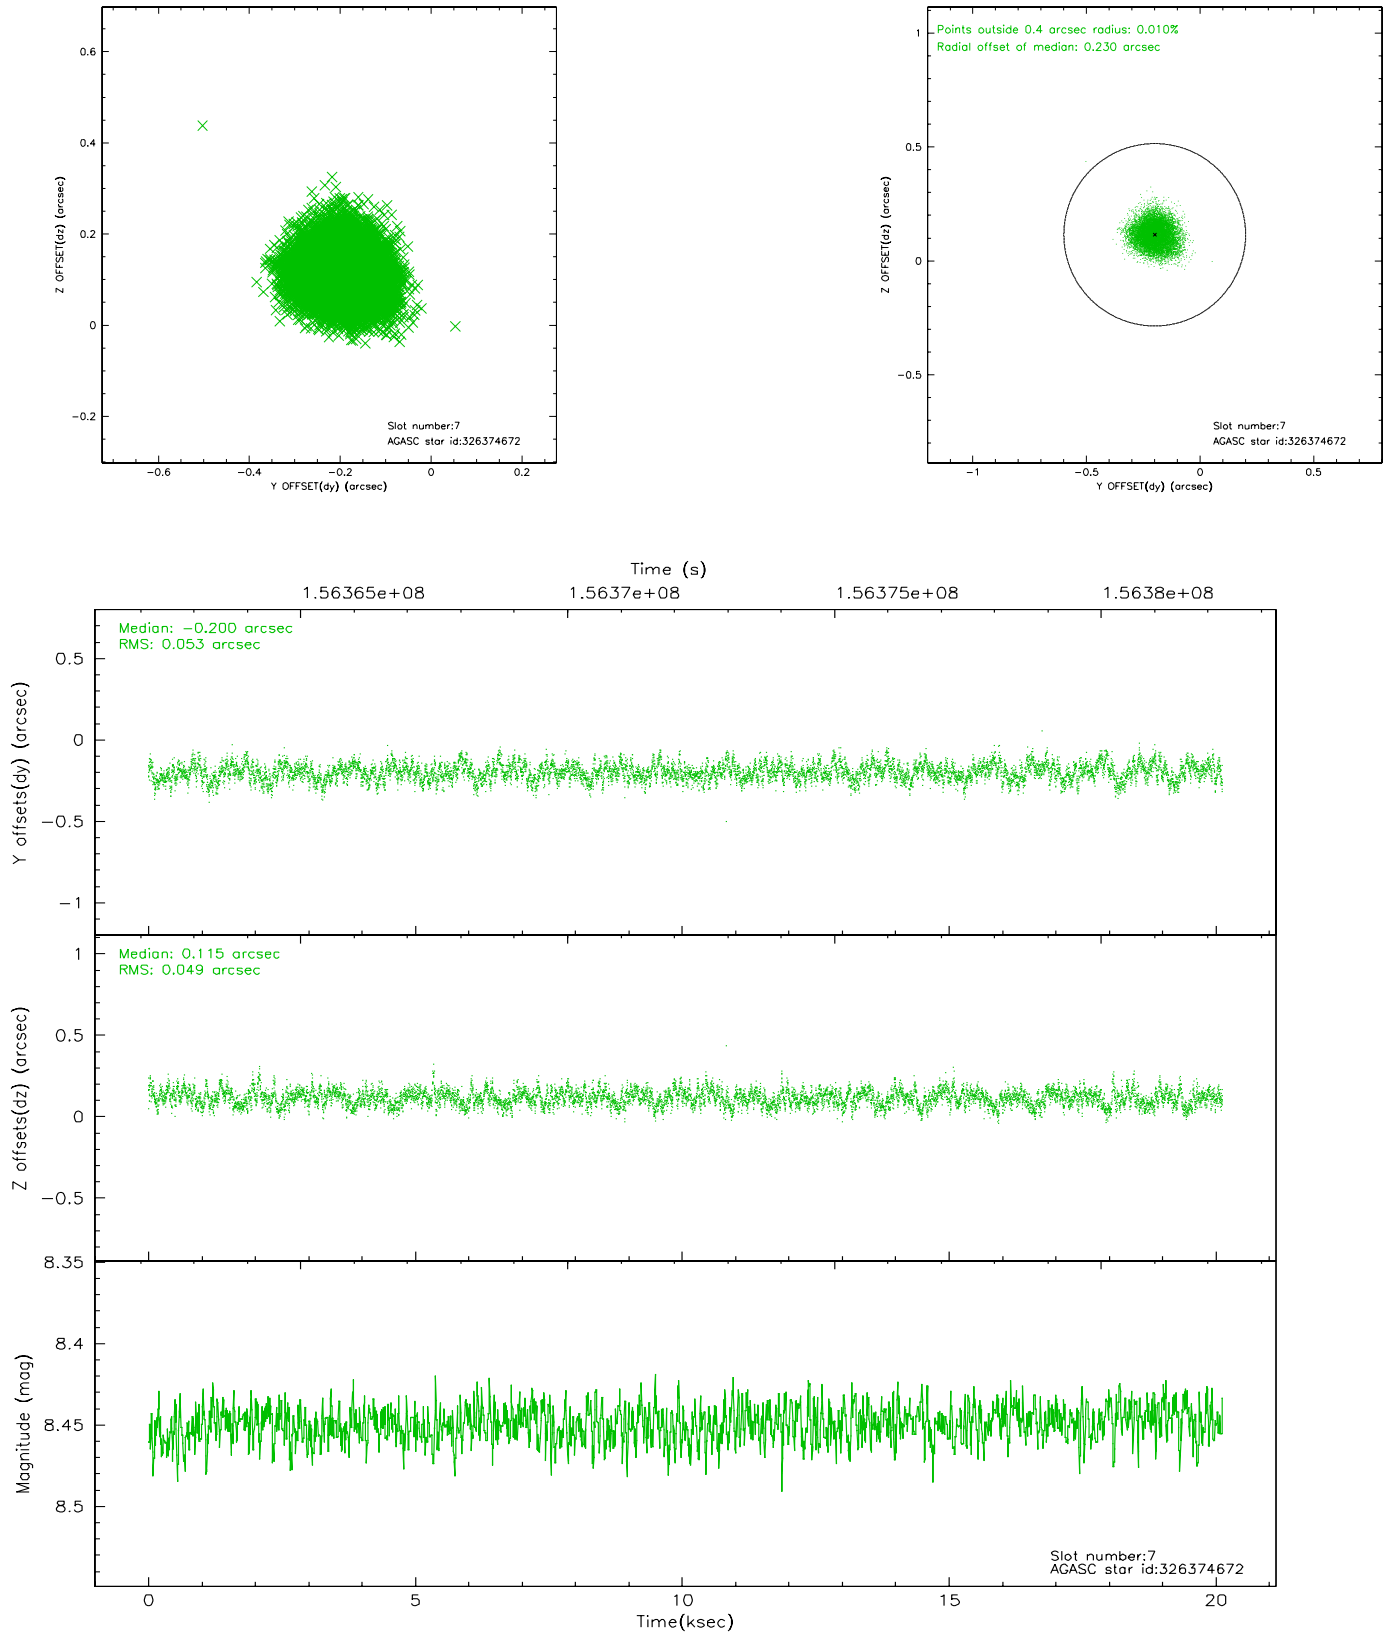 0.6
0.4
0.2
0
−0.2
Z OFFSET(dz) (arcsec)
−0.6 −0.4 −0.2 0 0.2
Y OFFSET(dy) (arcsec)
Slot number:7
AGASC star id:326374672
Points outside 0.4 arcsec radius: 0.010%
Radial offset of median: 0.230 arcsec
1
0.5
0
−0.5
Z OFFSET(dz) (arcsec)
−1 −0.5 0 0.5
Y OFFSET(dy) (arcsec)
Slot number:7
AGASC star id:326374672
Time (s)
1.56365e+08 1.5637e+08 1.56375e+08 1.5638e+08
Median: −0.200 arcsec
RMS: 0.053 arcsec
0.5
0
−0.5
−1
Y offsets(dy) (arcsec)
Median: 0.115 arcsec
RMS: 0.049 arcsec
1
0.5
0
−0.5
Z offsets(dz) (arcsec)
8.35
8.4
8.45
8.5
Magnitude (mag)
Slot number:7
AGASC star id:326374672
0 5 10 15 20
Time(ksec)